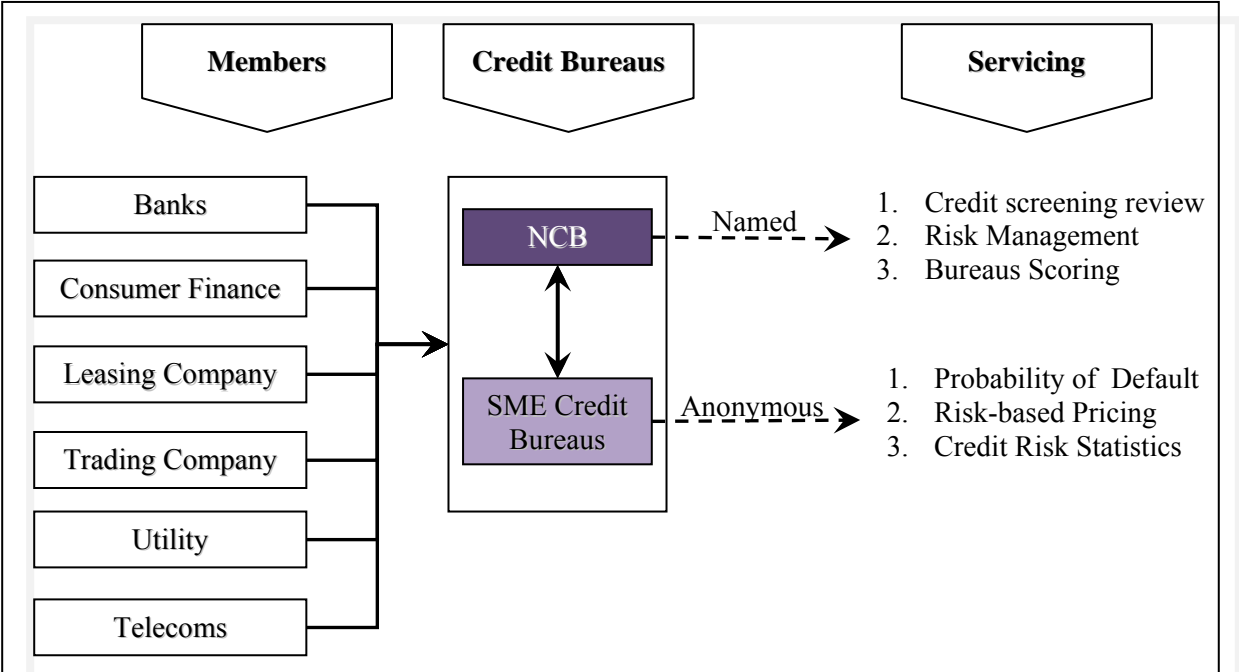 Members
Credit Bureaus
Servicing
Banks
Consumer Finance
Leasing Company
Trading Company
Utility
Telecoms
NCB
SME Credit
Bureaus
Named
Anonymous
1. Credit screening review
2. Risk Management
3. Bureaus Scoring
1. Probability of Default
2. Risk-based Pricing
3. Credit Risk Statistics